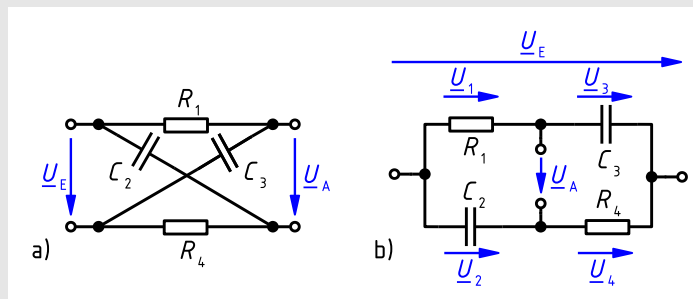 U_E
U_1 U_3
R_1
C_2 C_3
R_1 C_3
U_E U_A U_A
C_2 R_4
a) R_4 b)
U_2 U_4